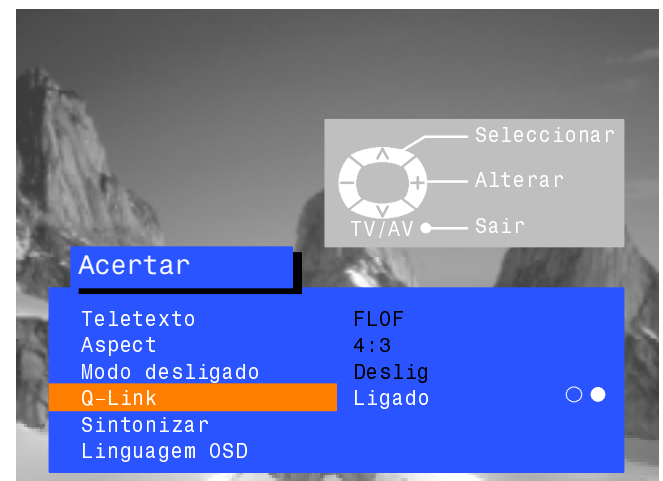 Seleccionar
Alterar
TV/AV Sair
Acertar
Teletexto FLOF
Aspect 4:3
Modo desligado Deslig
Q-Link Ligado
Sintonizar
Linguagem OSD